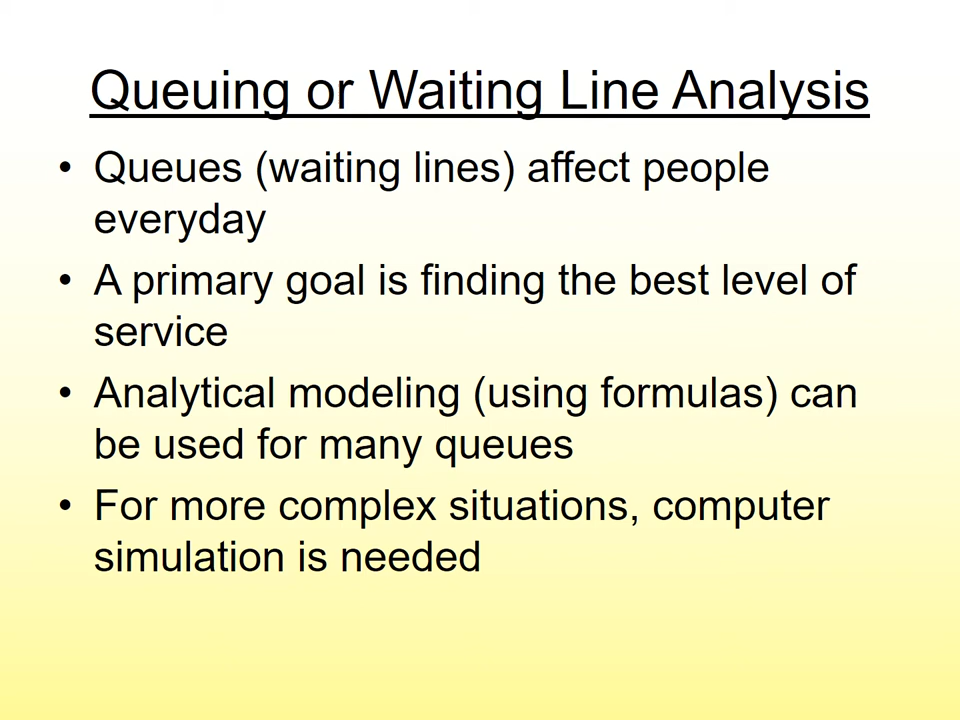 Queuing or Waiting Line Analysis
• Queues (waiting lines) affect people
everyday
• A primary goal is finding the best level of
service
• Analytical modeling (using formulas) can
be used for many queues
• For more complex situations, computer
simulation is needed